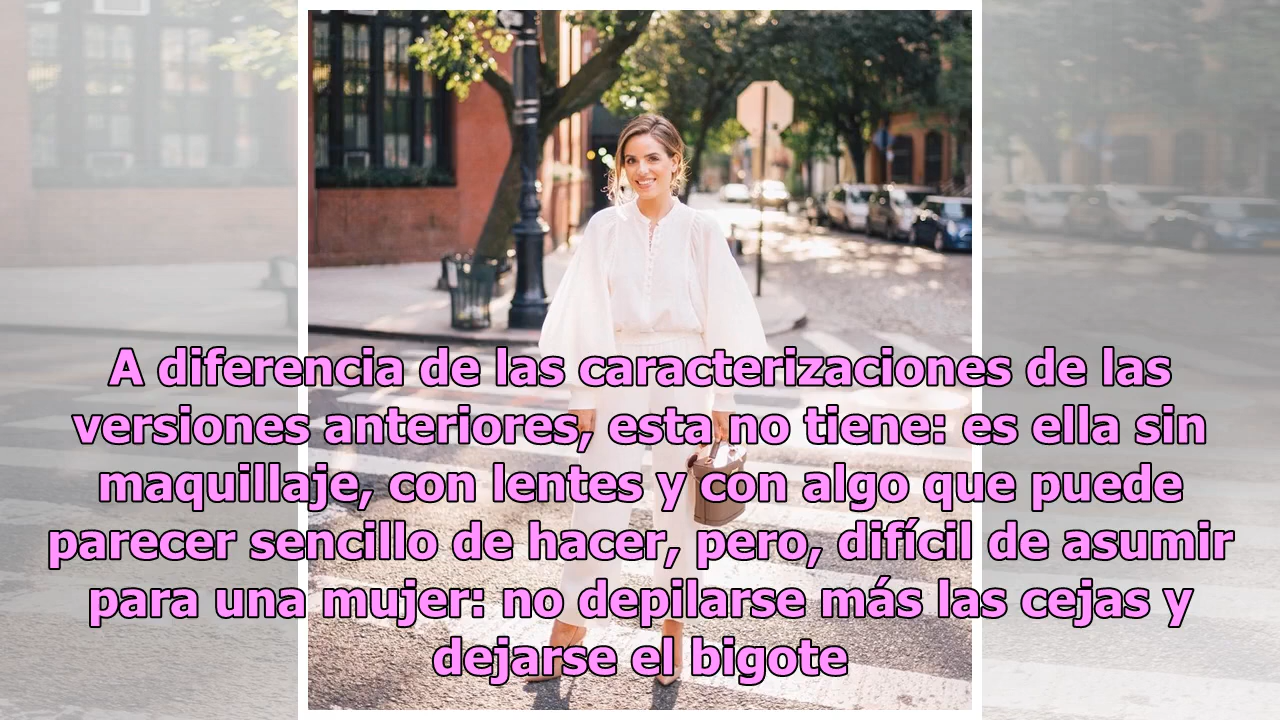 A diferencia de las caracterizaciones de las
versiones anteriores, esta no tiene: es ella sin
maquillaje, con lentes y con algo que puede
parecer sencillo de hacer, pero, difícil de asumir
para una mujer: no depilarse más las cejas y
dejarse el bigote